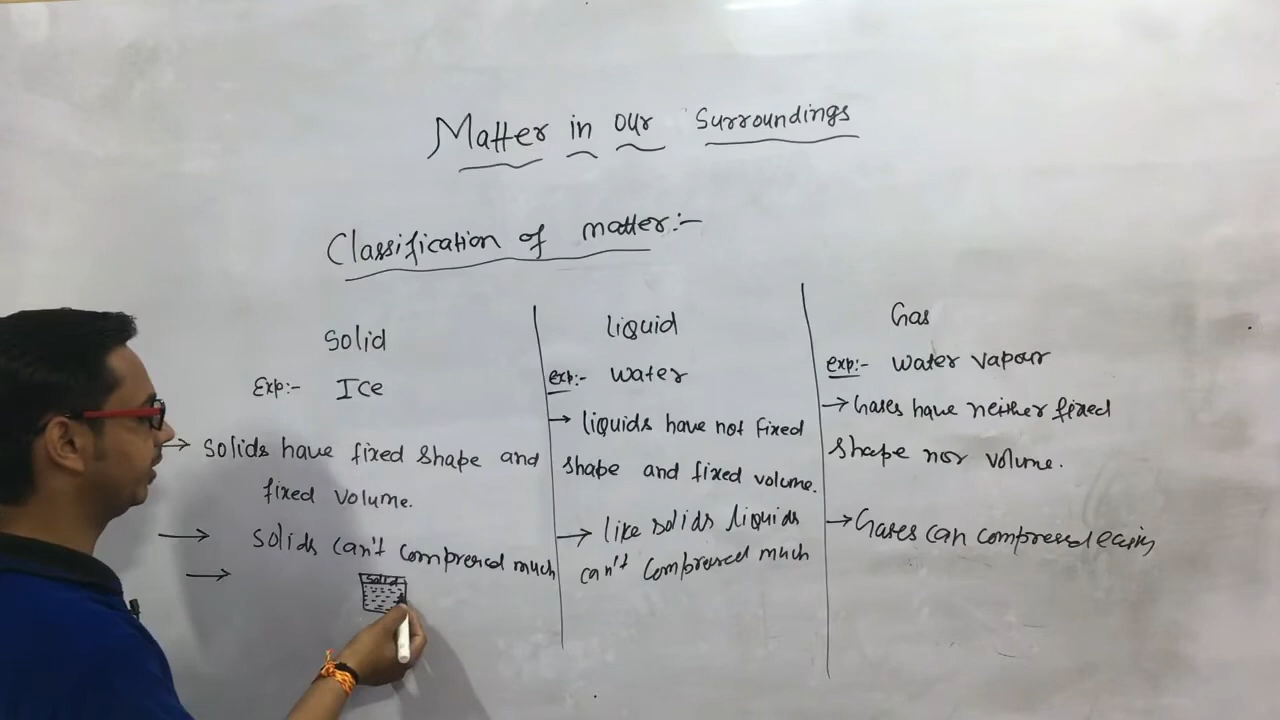 Matter in our Surroundings
Classification of matter:-
Solid
Exp:- Ice
→ Solids have fixed shape and
fixed volume.
→ Solids can't compressed much
→
Solid
Liquid
exp:- water
→ liquids have not fixed
shape and fixed volume.
→ like solids liquids
can't compressed much
Gas
exp:- water vapour
→ Gases have neither fixed
shape nor volume.
→ Gases can compressed easily